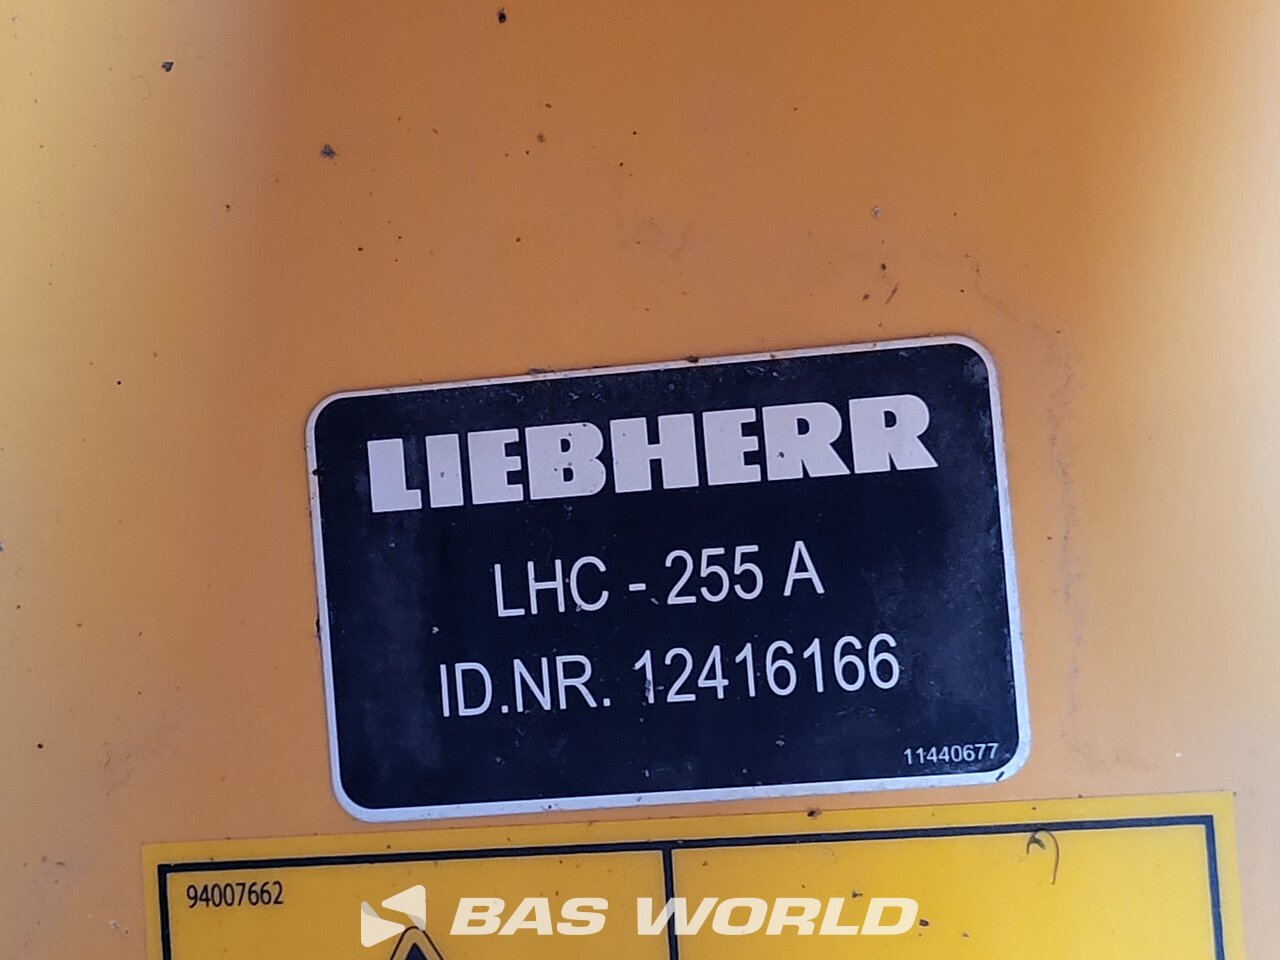 LIEBHERR
LHC - 255 A
ID.NR. 12416166
11440677
94007662
BAS WORLD